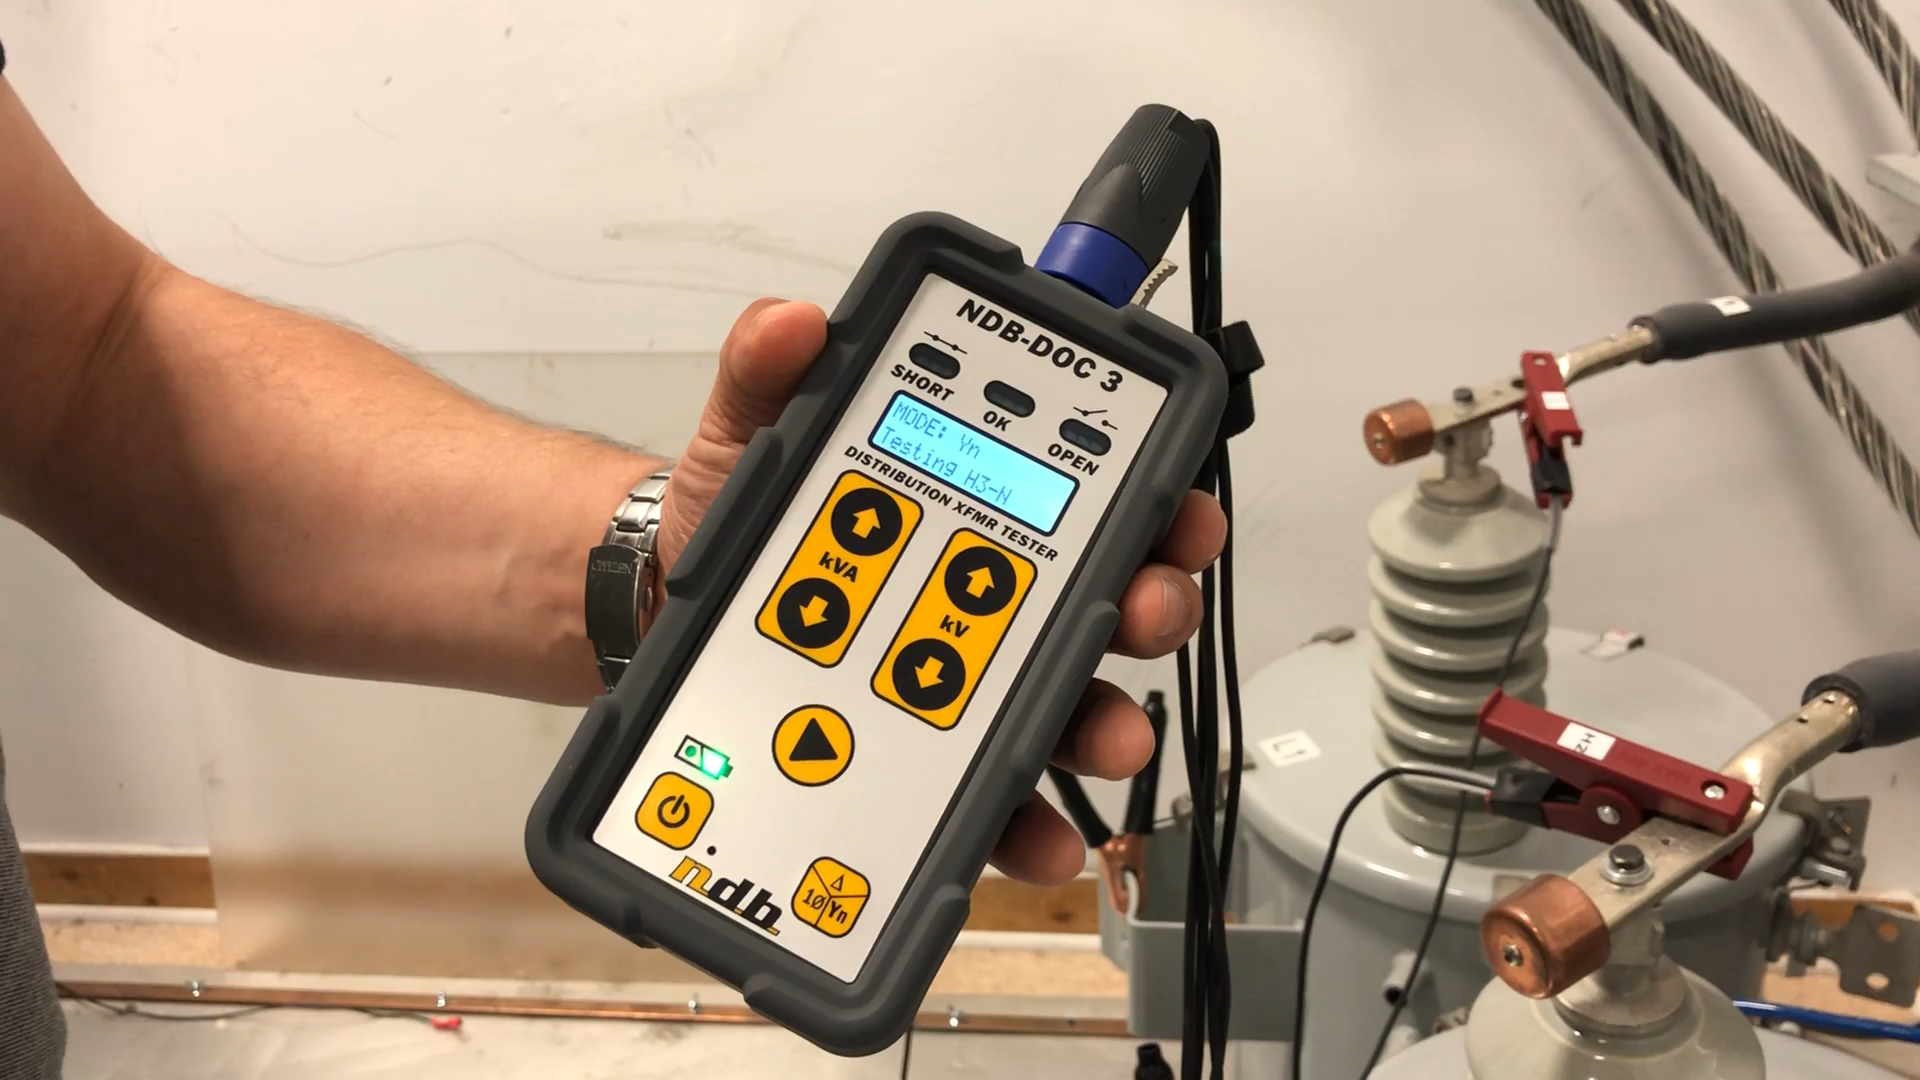 NDB-DOC 3
SHORT
OK
OPEN
MODE: Yn
Testing H3-N
DISTRIBUTION XFMR TESTER
kVA
kV
ndb
Δ
1Ø Yn
CITIZEN
H2
L1